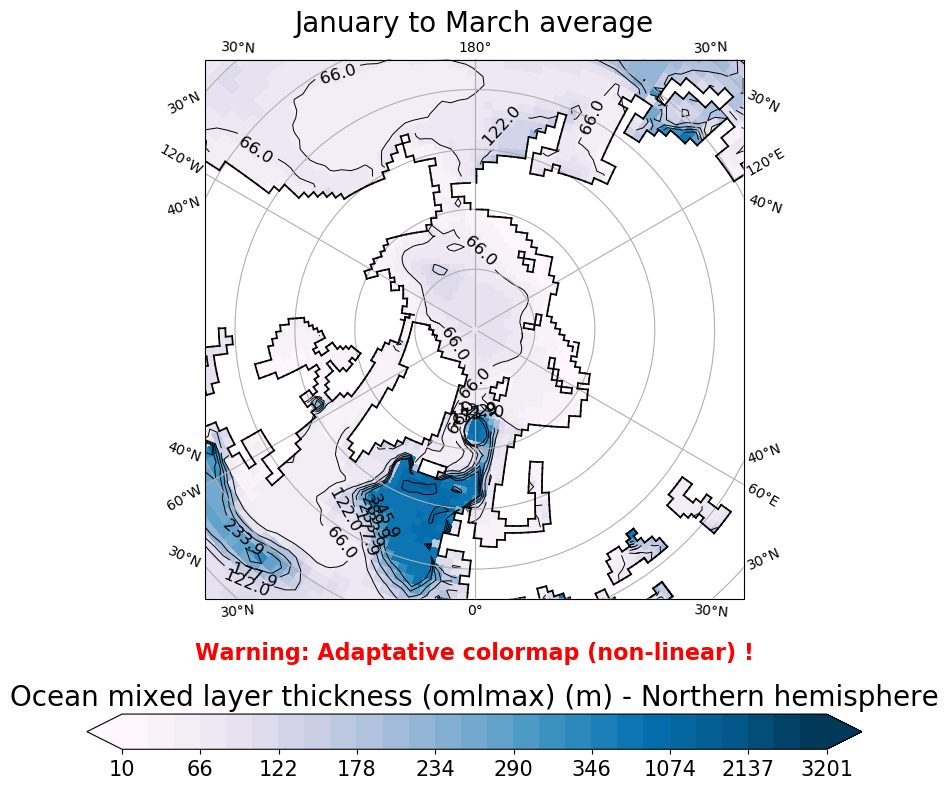 January to March average
30°N 180° 30°N
30°N 30°N
120°W 120°E
40°N 40°N
66.0
66.0
122.0
66.0
66.0
66.0
66.0
40°N 40°N
60°W 60°E
30°N 30°N
233.9
177.9
122.0
122.0
345.9
66.0
30°N 0° 30°N
Warning: Adaptative colormap (non-linear) !
Ocean mixed layer thickness (omlmax) (m) - Northern hemisphere
10 66 122 178 234 290 346 1074 2137 3201